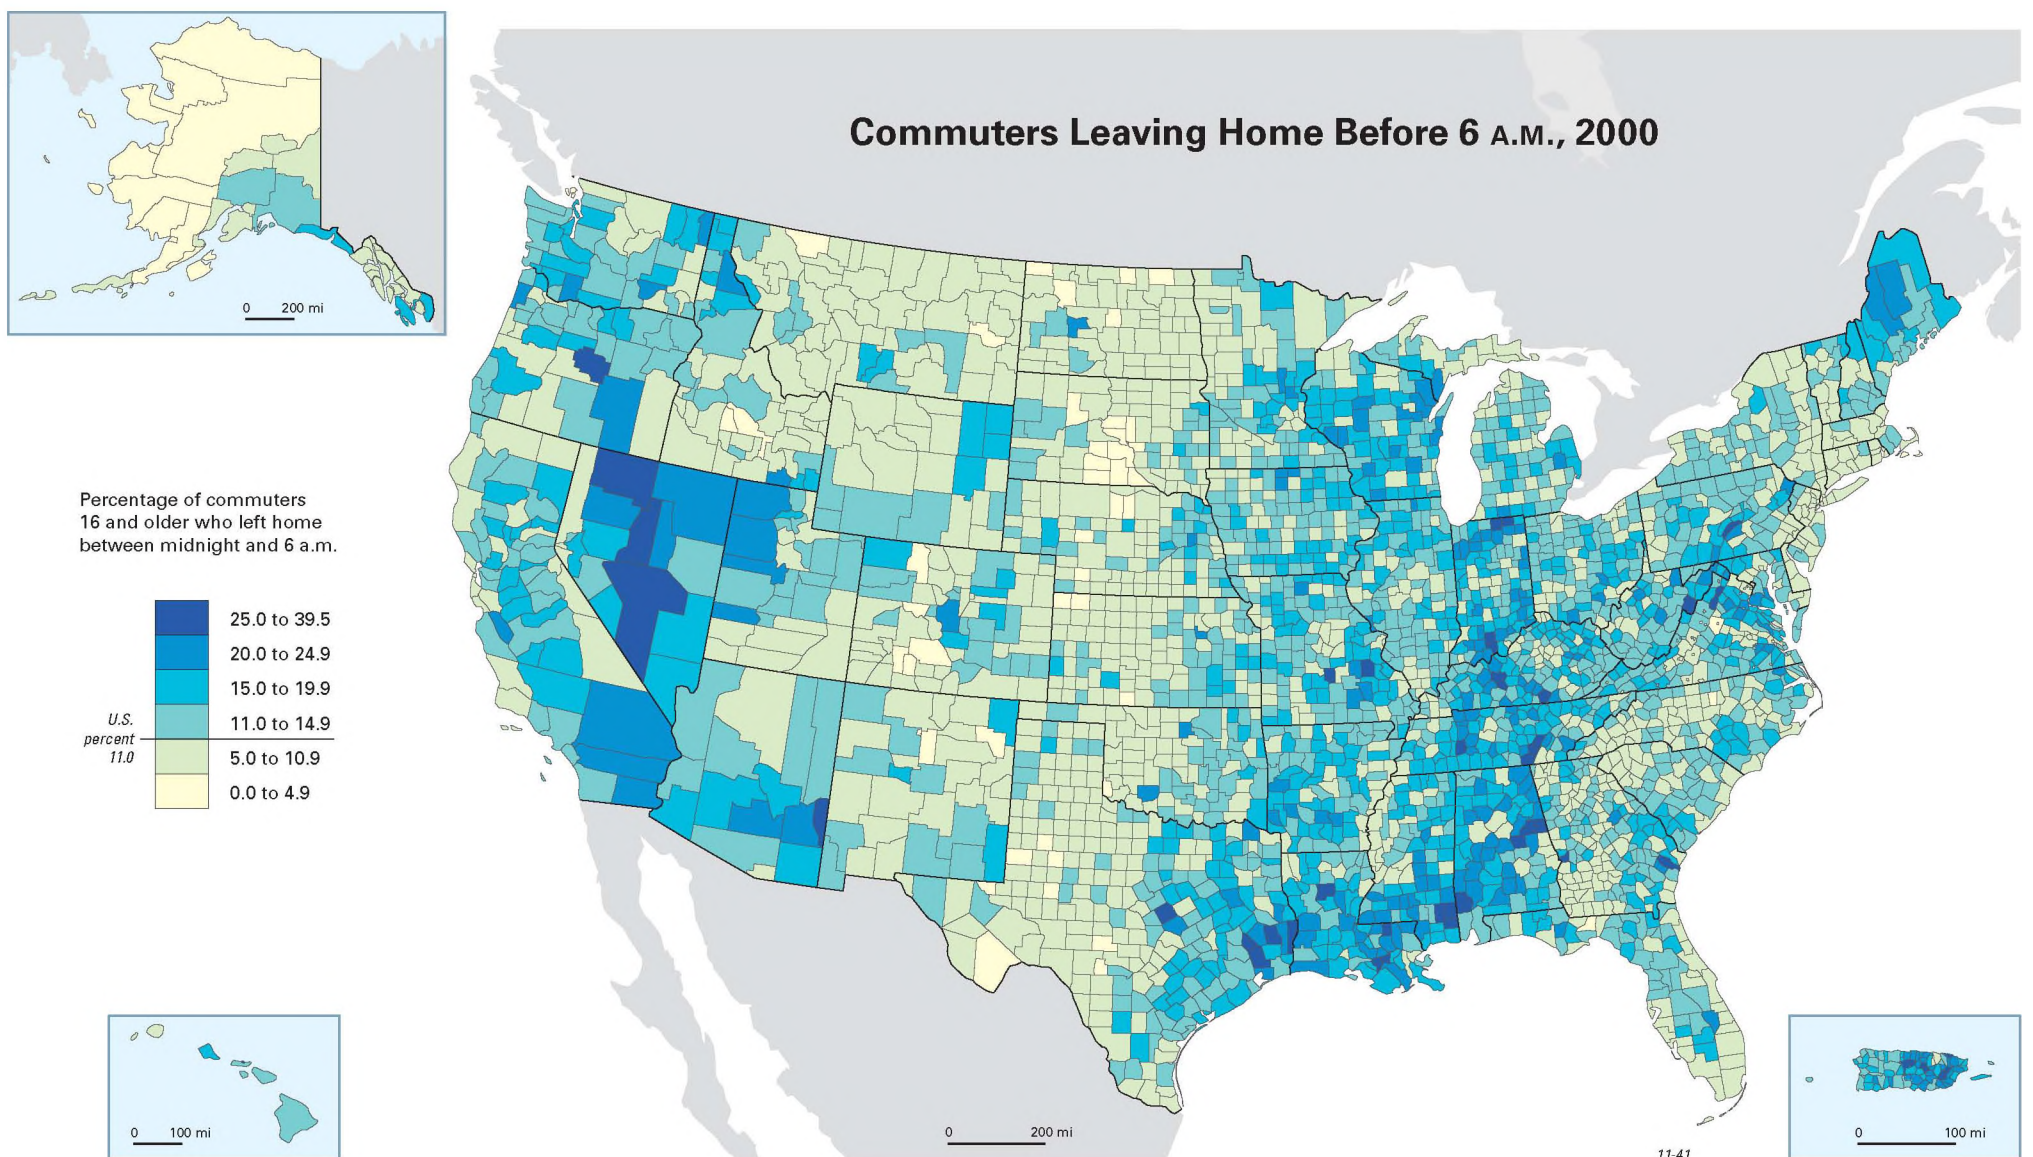 Commuters Leaving Home Before 6 A.M., 2000
0 200 mi
Percentage of commuters
16 and older who left home
between midnight and 6 a.m.
25.0 to 39.5
20.0 to 24.9
15.0 to 19.9
11.0 to 14.9
U.S.
percent
11.0
5.0 to 10.9
0.0 to 4.9
0 100 mi
0 200 mi
0 100 mi
11-41